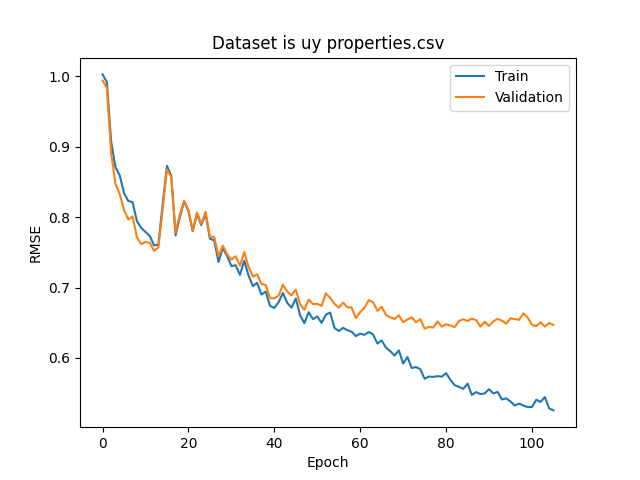 Dataset is uy properties.csv
Train
Validation
RMSE
1.0
0.9
0.8
0.7
0.6
0
20
40
60
80
100
Epoch